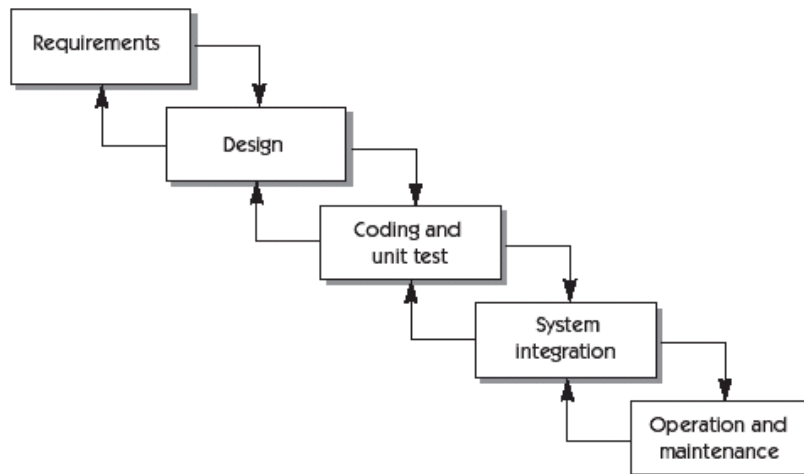 Requirements
Design
Coding and
unit test
System
integration
Operation and
maintenance